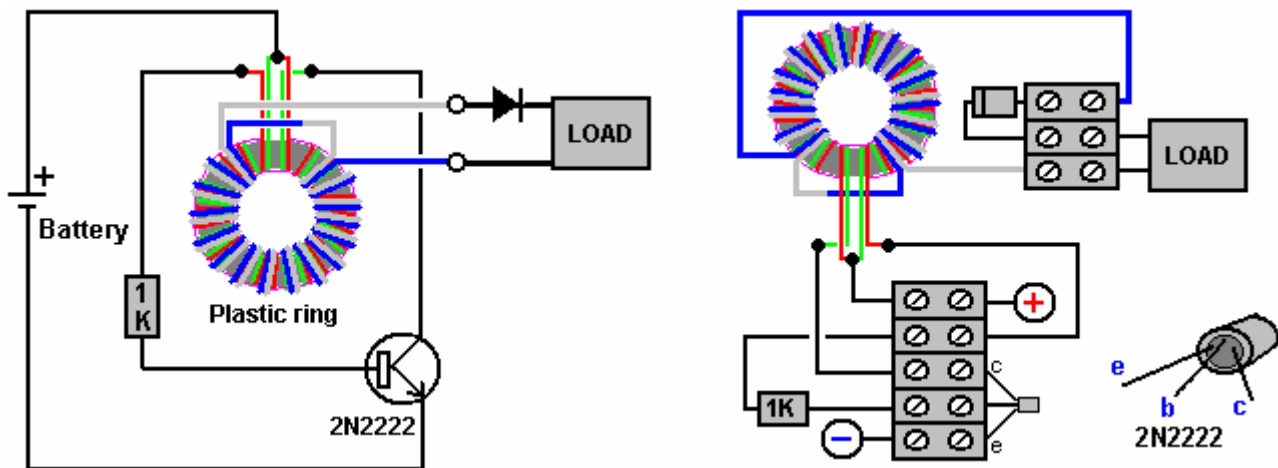 +
Battery
1
K
Plastic ring
2N2222
LOAD
LOAD
+
c
1K
−
e
e
b
c
2N2222